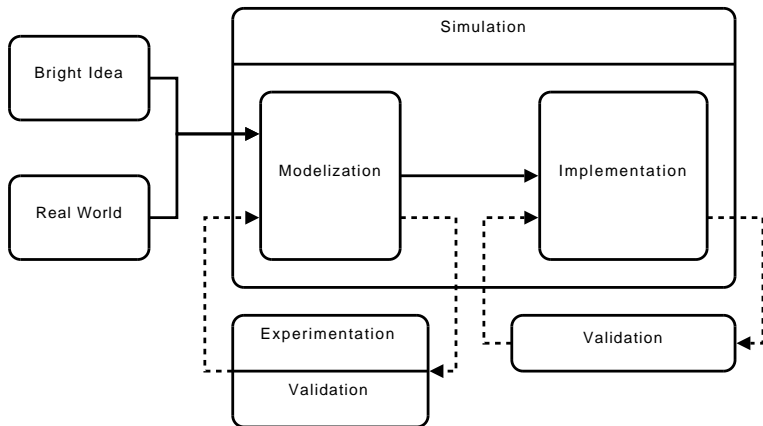 Simulation
Bright Idea
Modelization
Implementation
Real World
Experimentation
Validation
Validation